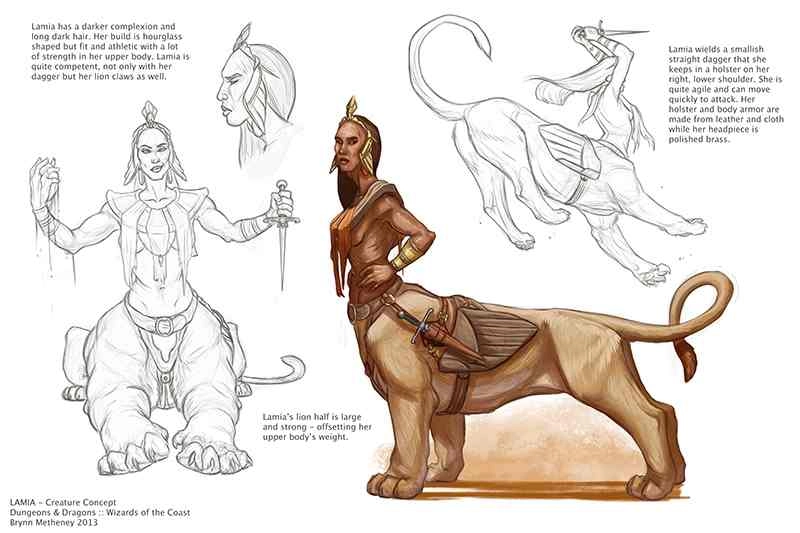 Lamia has a darker complexion and
long dark hair. Her build is hourglass
shaped but fit and athletic with a lot
of strength in her upper body. Lamia is
quite competent, not only with her
dagger but her lion claws as well.
Lamia wields a smallish
straight dagger that she
keeps in a holster on her
right, lower shoulder. She is
quite agile and can move
quickly to attack. Her
holster and body armor are
made from leather and cloth
while her headpiece is
polished brass.
Lamia's lion half is large
and strong - offsetting her
upper body's weight.
LAMIA - Creature Concept
Dungeons & Dragons :: Wizards of the Coast
Brynn Metheney 2013